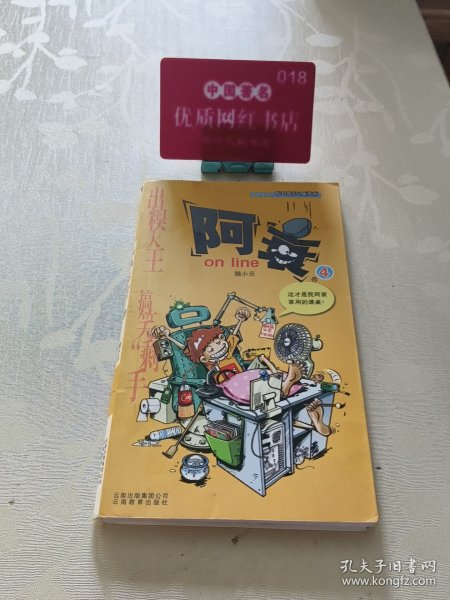 018
中国著名
优质网红书店
出糗大王
搞笑“剩”手
阿衰
on line
4
猫小乐
这才是我阿衰
享用的课桌!
云南出版集团公司
云南教育出版社
孔夫子旧书网
www.kongfz.com